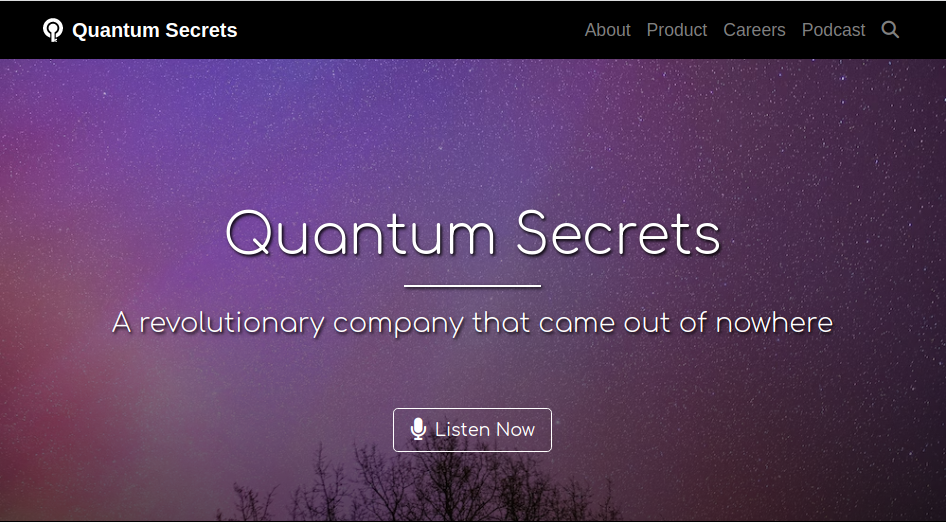 Quantum Secrets
About Product Careers Podcast
Quantum Secrets
A revolutionary company that came out of nowhere
Listen Now